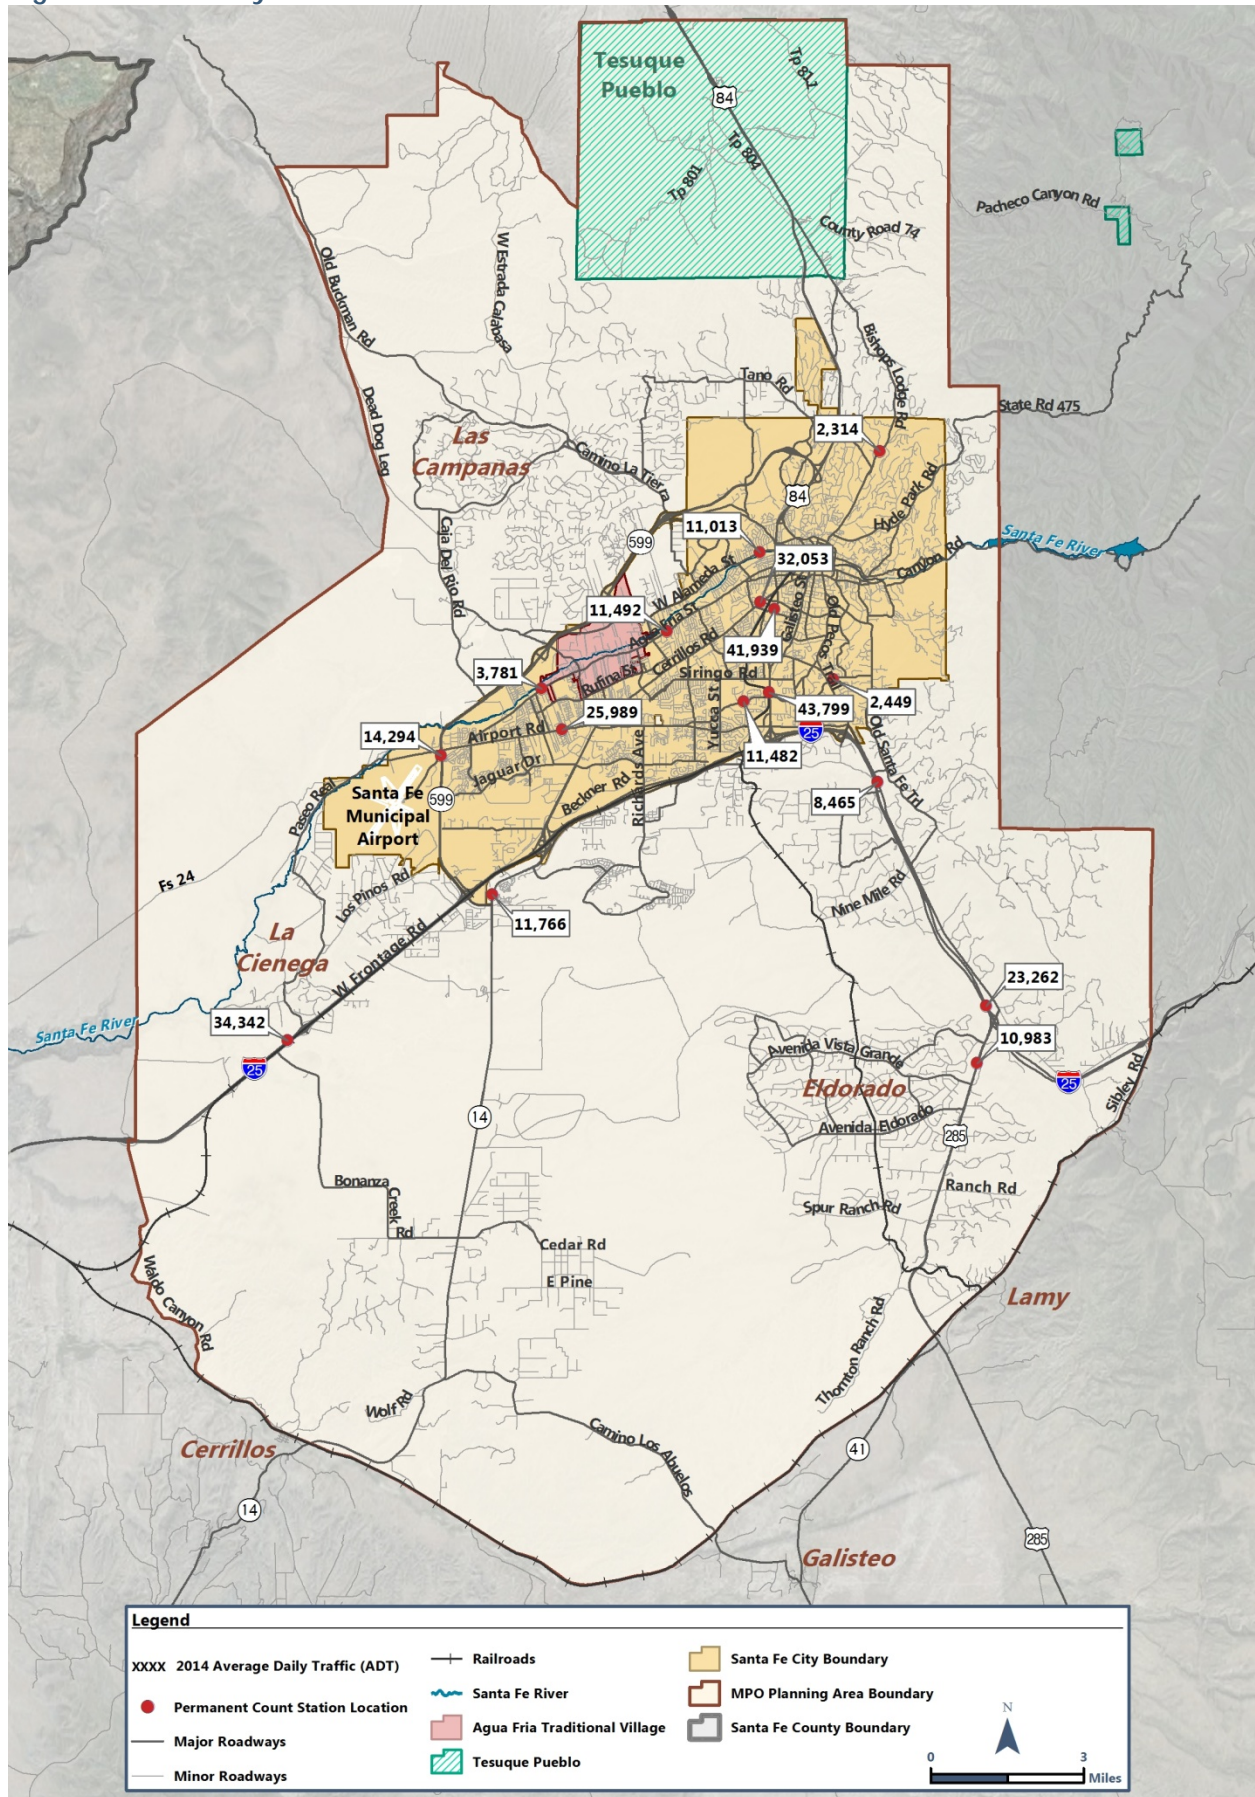 Tesuque
Pueblo
84
Tp 811
Tp 804
Tp 801
Pacheco Canyon Rd
County Road 74
W Estrada Calabasa
Old Buckman Rd
Bishops Lodge Rd
Tano Rd
State Rd 475
Dead Dog Leg
2,314
Las
Campanas
Camino La Tierra
Hyde Park Rd
84
11,013
Caja Del Rio Rd
599
Santa Fe River
32,053
Canyon Rd
W Alameda St
11,492
Agua Fria St
Galisteo St
Old Pecos Trail
Cerrillos Rd
41,939
3,781
Rufina St
Siringo Rd
2,449
25,989
43,799
Yucca St
14,294
Airport Rd
25
Old Santa Fe Trl
11,482
Jaguar Dr
Richards Ave
Beckner Rd
8,465
Paseo Real
Santa Fe
Municipal
Airport
599
Fs 24
Los Pinos Rd
Nine Mile Rd
11,766
La
Cienega
W Frontage Rd
23,262
34,342
Santa Fe River
10,983
Avenida Vista Grande
25
25
Eldorado
Sibley Rd
14
Avenida Eldorado
285
Bonanza
Creek
Rd
Ranch Rd
Spur Ranch Rd
Cedar Rd
E Pine
Waldo Canyon Rd
Lamy
Thornton Ranch Rd
Wolf Rd
Camino Los Abuelos
Cerrillos
41
14
285
Galisteo
Legend
XXXX 2014 Average Daily Traffic (ADT)
Permanent Count Station Location
Major Roadways
Minor Roadways
Railroads
Santa Fe River
Agua Fria Traditional Village
Tesuque Pueblo
Santa Fe City Boundary
MPO Planning Area Boundary
Santa Fe County Boundary
N
0 3
Miles